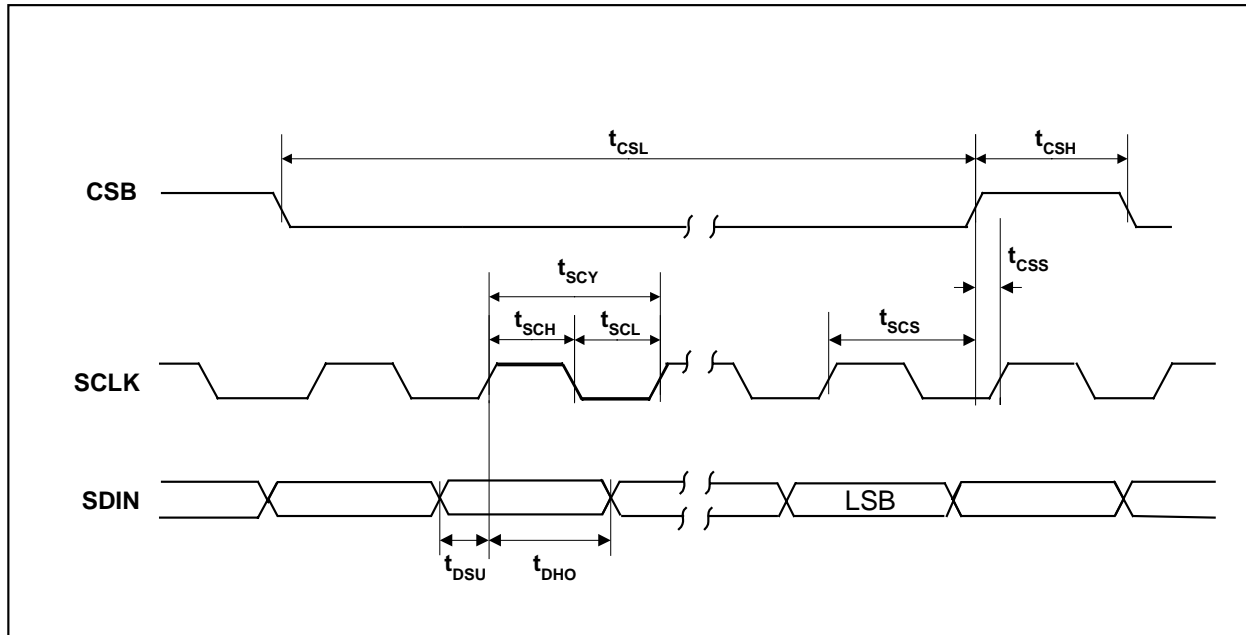 tCSL
tCSH
CSB
tCSS
tSCY
tSCH
tSCL
tSCS
SCLK
SDIN
LSB
tDSU
tDHO